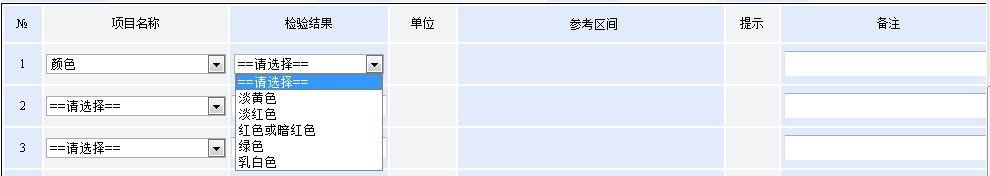 № 项目名称 检验结果 单位 参考区间 提示 备注
1 颜色 ==请选择==
==请选择==
2 ==请选择== 淡黄色
淡红色
红色或暗红色
3 ==请选择== 绿色
乳白色